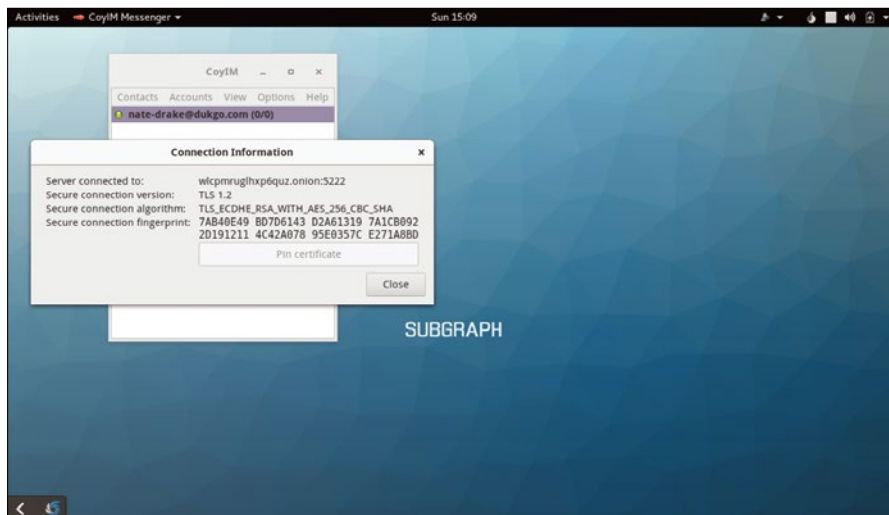 Activities CoyIM Messenger Sun 15:09
CoyIM
Contacts Accounts View Options Help
nate-drake@dukgo.com (0/0)
Connection Information
Server connected to: wlcpmruglhxp6quz.onion:5222
Secure connection version: TLS 1.2
Secure connection algorithm: TLS_ECDHE_RSA_WITH_AES_256_CBC_SHA
Secure connection fingerprint: 7AB40E49 BD7D6143 D2A61319 7A1CB092
2D191211 4C42A078 95E0357C E271A8BD
Pin certificate
Close
SUBGRAPH